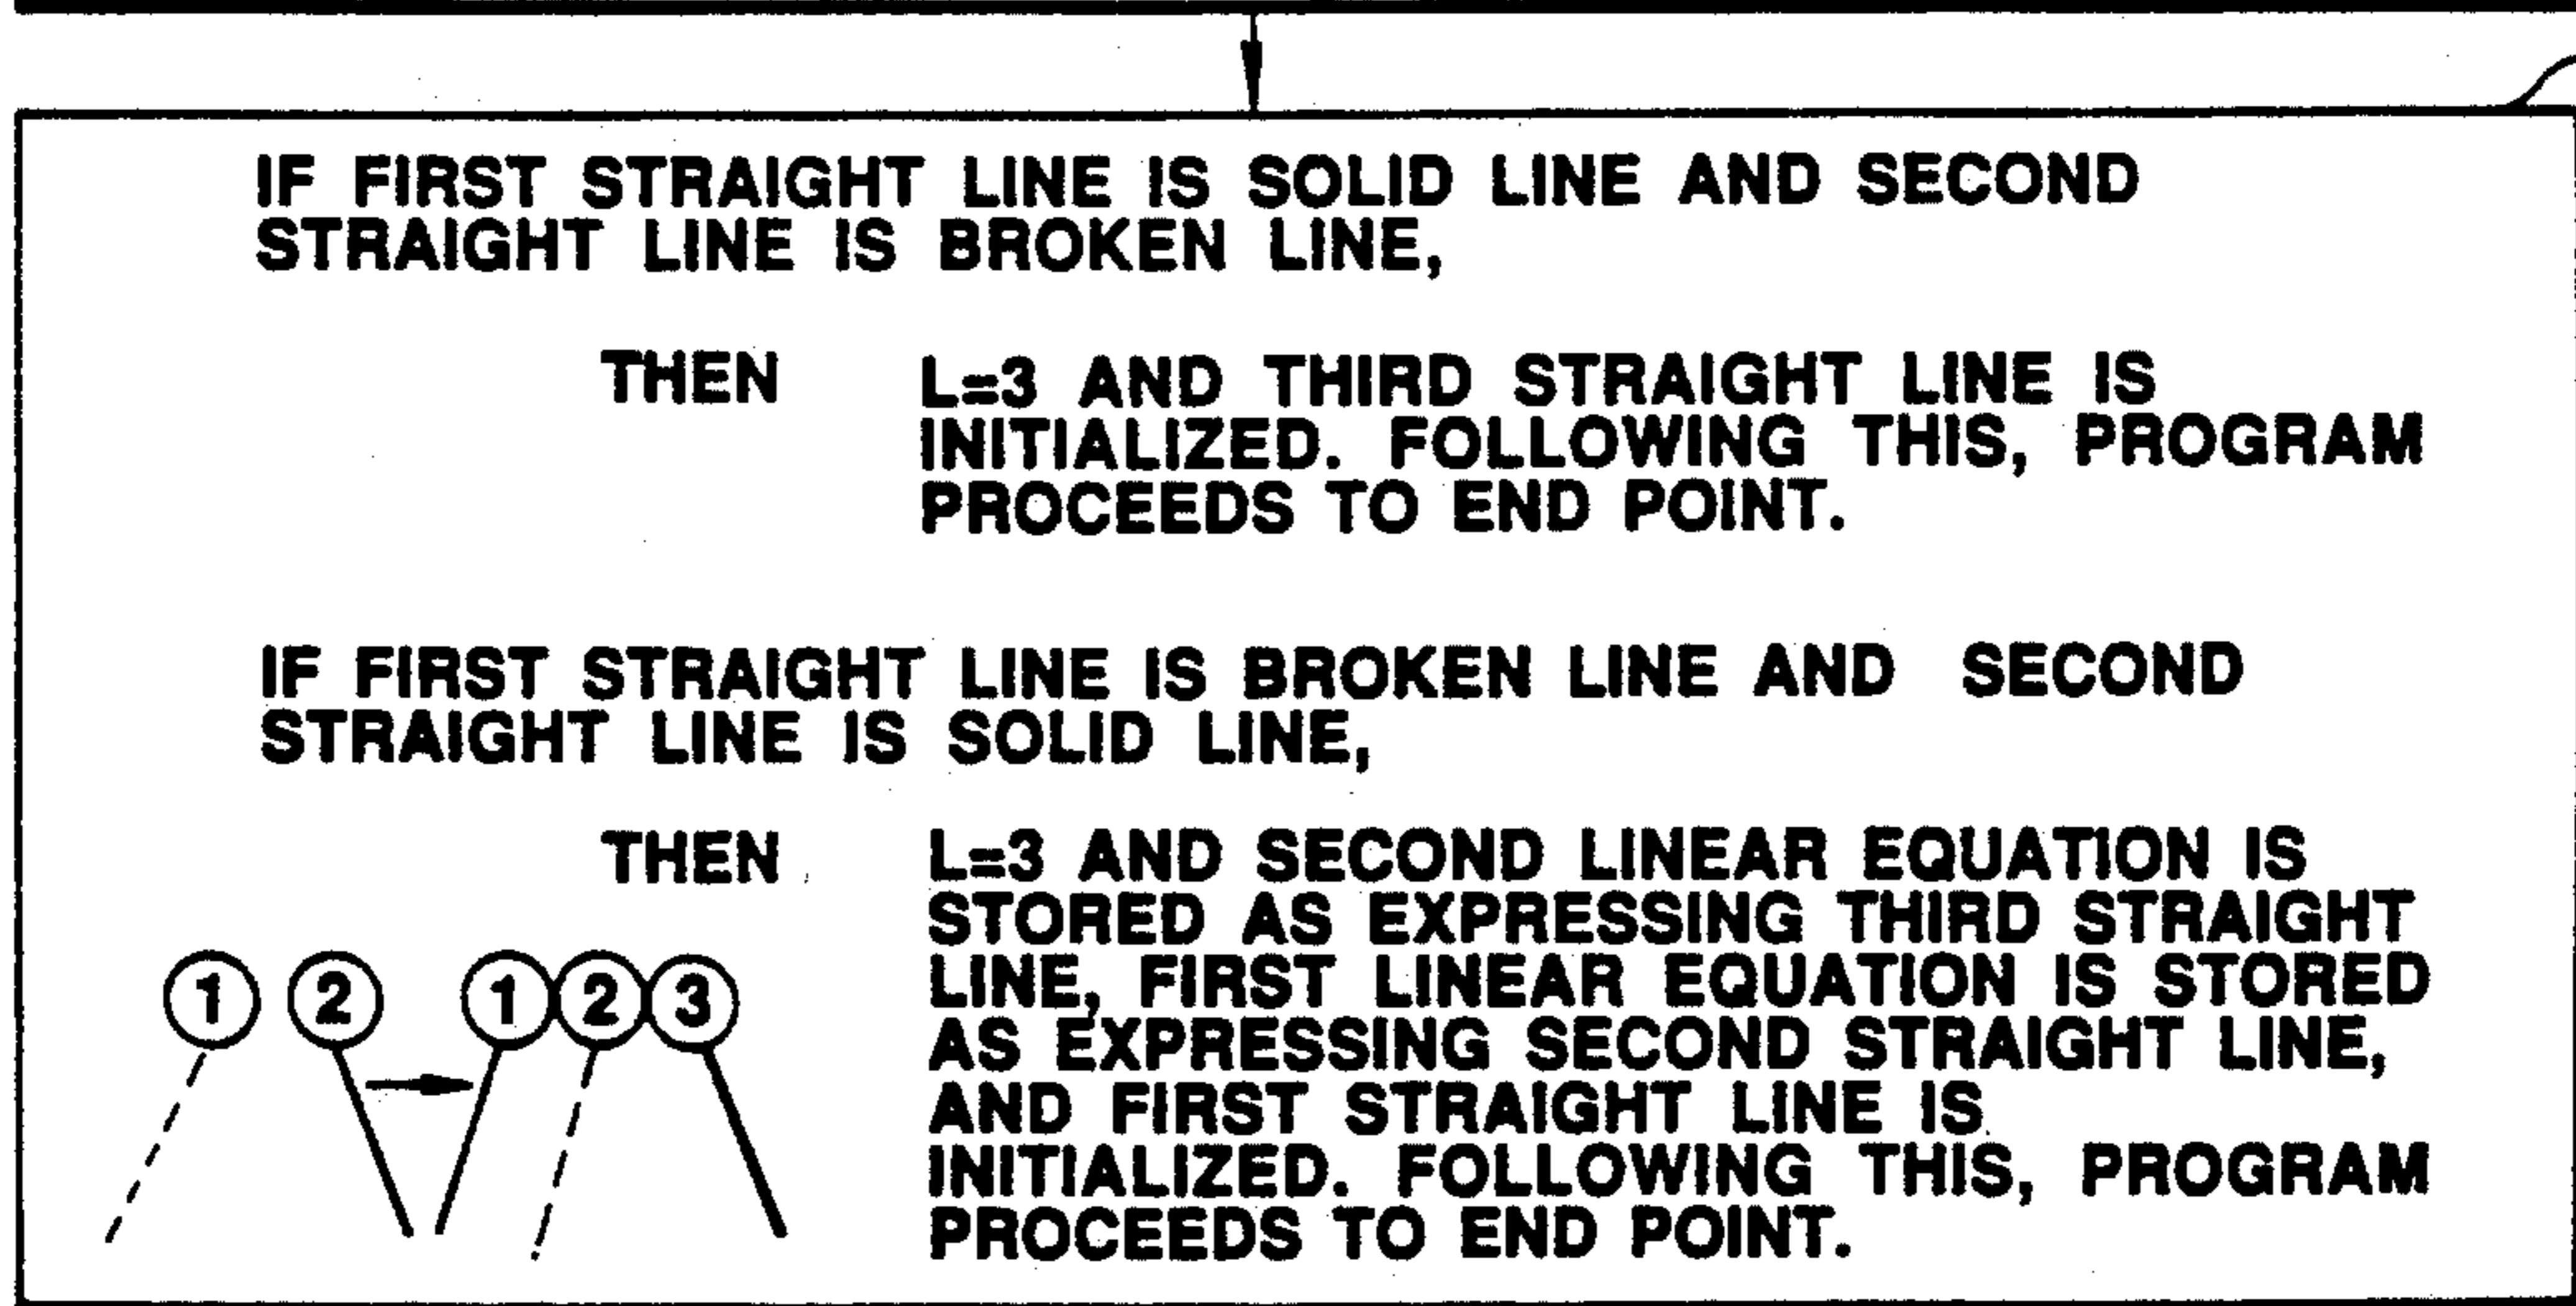 IF FIRST STRAIGHT LINE IS SOLID LINE AND SECOND
STRAIGHT LINE IS BROKEN LINE,
THEN L=3 AND THIRD STRAIGHT LINE IS
INITIALIZED. FOLLOWING THIS, PROGRAM
PROCEEDS TO END POINT.
IF FIRST STRAIGHT LINE IS BROKEN LINE AND SECOND
STRAIGHT LINE IS SOLID LINE,
THEN L=3 AND SECOND LINEAR EQUATION IS
STORED AS EXPRESSING THIRD STRAIGHT
LINE, FIRST LINEAR EQUATION IS STORED
AS EXPRESSING SECOND STRAIGHT LINE,
AND FIRST STRAIGHT LINE IS
INITIALIZED. FOLLOWING THIS, PROGRAM
PROCEEDS TO END POINT.
1 2 1 2 3